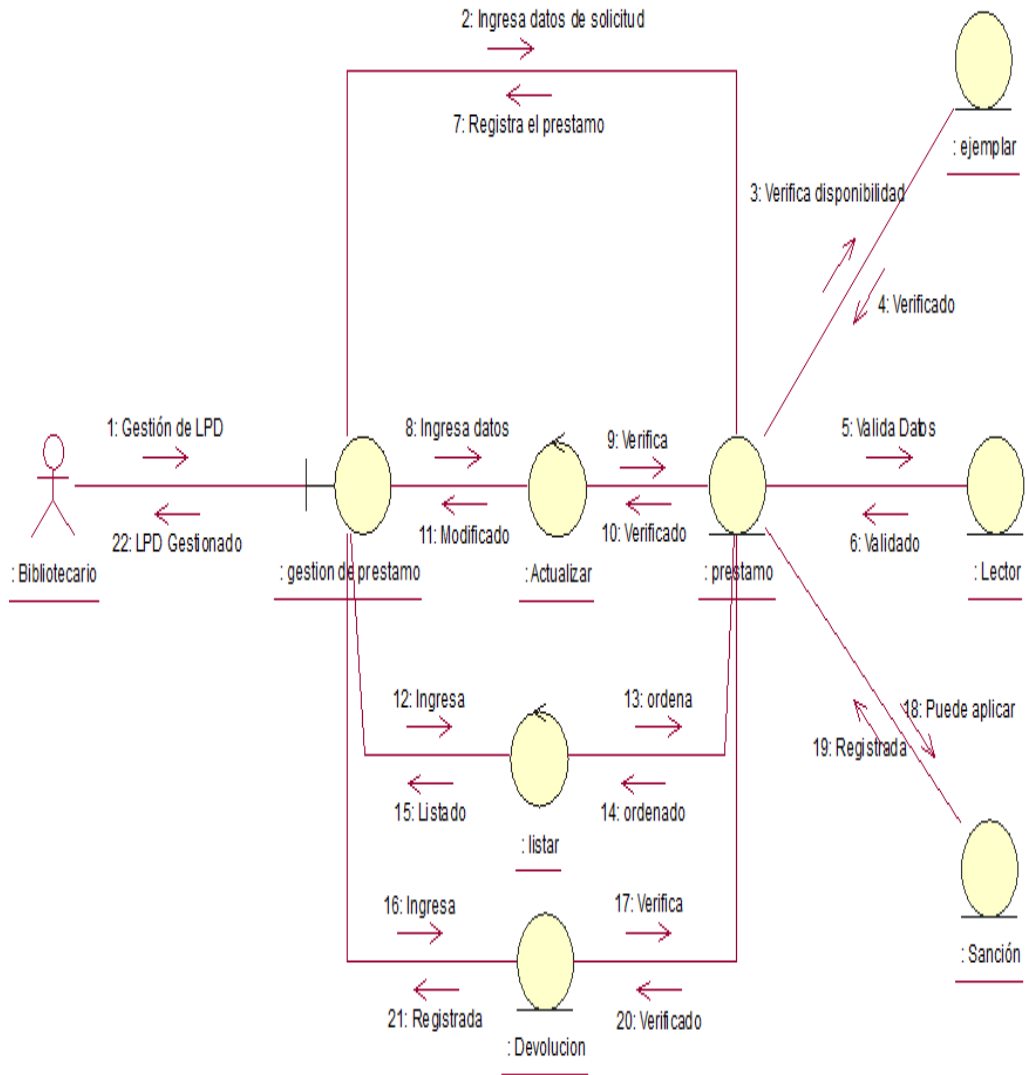 2: Ingresa datos de solicitud
7: Registra el prestamo
: ejemplar
3: Verifica disponibilidad
4: Verificado
1: Gestión de LPD
8: Ingresa datos
9: Verifica
5: Valida Datos
22: LPD Gestionado
11: Modificado
10: Verificado
6: Validado
: Bibliotecario
: gestion de prestamo
: Actualizar
: prestamo
: Lector
12: Ingresa
13: ordena
18: Puede aplicar
19: Registrada
15: Listado
14: ordenado
: listar
16: Ingresa
17: Verifica
: Sanción
21: Registrada
20: Verificado
: Devolucion